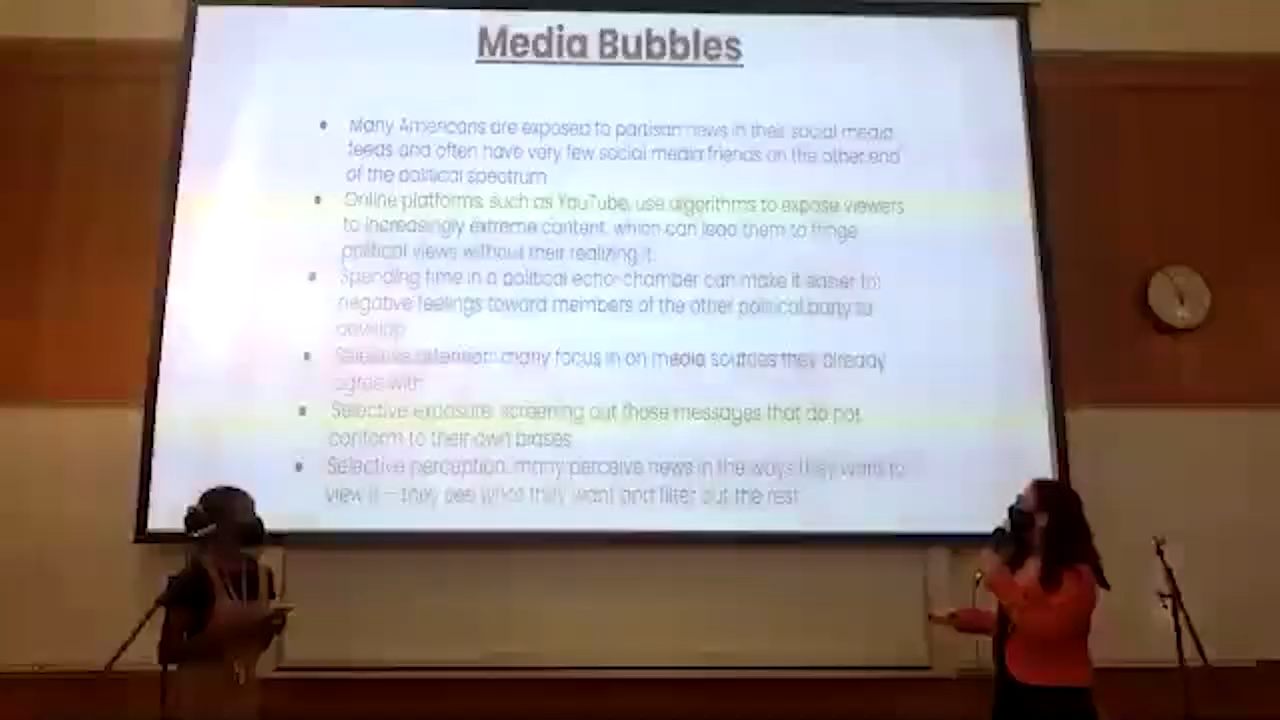 Media Bubbles
• Many Americans are exposed to partisan news in their social media
feeds and often have very few social media friends on the other end
of the political spectrum
• Online platforms, such as YouTube, use algorithms to expose viewers
to increasingly extreme content, which can lead them to fringe
political views without their realizing it.
• Spending time in a political echo-chamber can make it easier for
negative feelings toward members of the other political party to
develop
• Selective attention: many focus in on media sources they already
agree with
• Selective exposure: screening out those messages that do not
conform to their own biases
• Selective perception: many perceive news in the ways they want to
view it – they see what they want and filter out the rest